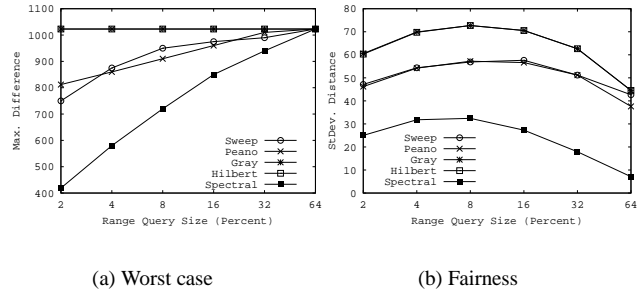 1100
1000
900
800
700
600
500
400
Max. Difference
Sweep
Peano
Gray
Hilbert
Spectral
2 4 8 16 32 64
Range Query Size (Percent)
(a) Worst case
80
70
60
50
40
30
20
10
0
StDev. Distance
Sweep
Peano
Gray
Hilbert
Spectral
2 4 8 16 32 64
Range Query Size (Percent)
(b) Fairness